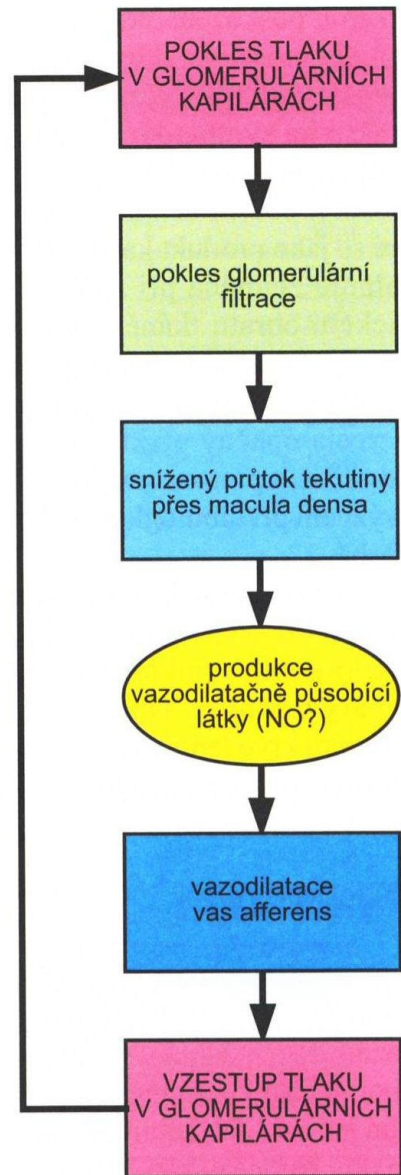 POKLES TLAKU
V GLOMERULÁRNÍCH
KAPILÁRÁCH
pokles glomerulární
filtrace
snížený průtok tekutiny
přes macula densa
produkce
vazodilatačně působící
látky (NO?)
vazodilatace
vas afferens
VZESTUP TLAKU
V GLOMERULÁRNÍCH
KAPILÁRÁCH